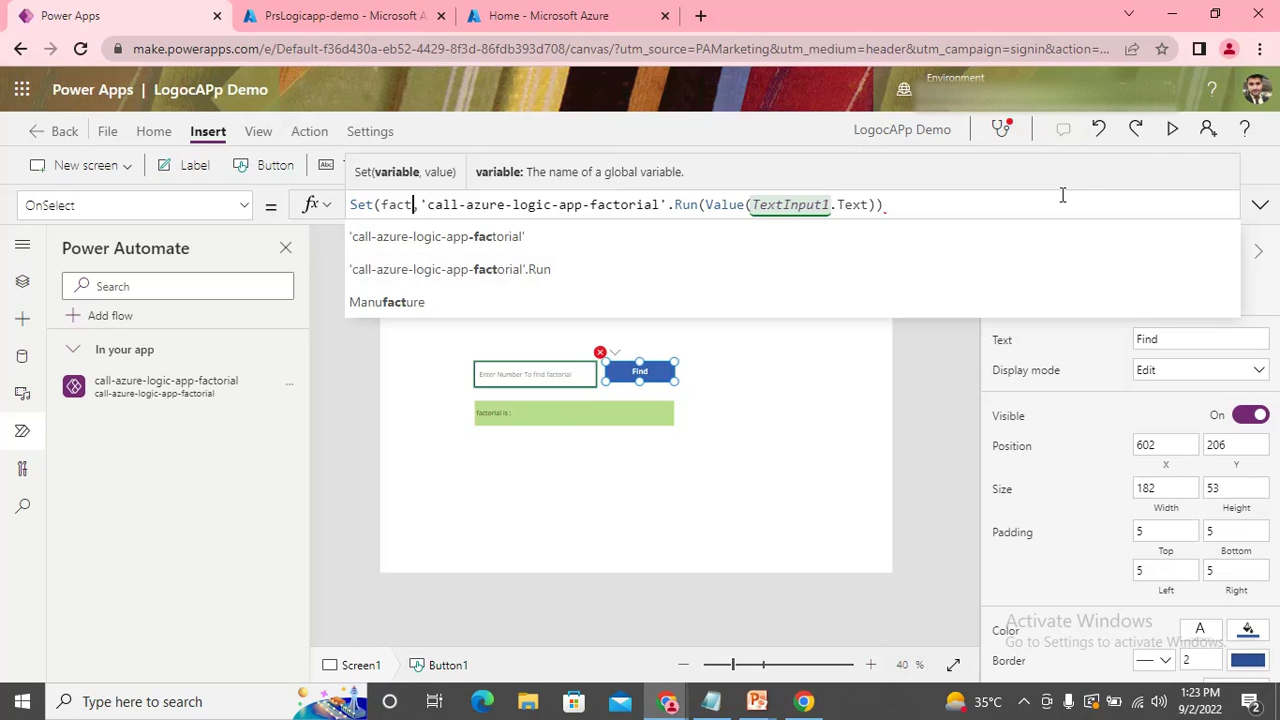 Power Apps
PrsLogicapp-demo - Microsoft A
Home - Microsoft Azure
make.powerapps.com/e/Default-f36d430a-eb52-4429-8f3d-86fdb393d708/canvas/?utm_source=PAMarketing&utm_medium=header&utm_campaign=signin&action=...
Power Apps | LogocAPp Demo
Environment
Back
File
Home
Insert
View
Action
Settings
LogocAPp Demo
New screen
Label
Button
Abc
Set(variable, value)
variable: The name of a global variable.
OnSelect
=
fx
Set(fact,'call-azure-logic-app-factorial'.Run(Value(TextInput1.Text))
'call-azure-logic-app-factorial'
'call-azure-logic-app-factorial'.Run
Manufacture
Power Automate
Search
Add flow
In your app
call-azure-logic-app-factorial
call-azure-logic-app-factorial
Enter Number To find factorial
Find
factorial is :
Text
Find
Display mode
Edit
Visible
On
Position
602
206
X
Y
Size
182
53
Width
Height
Padding
5
5
Top
Bottom
5
5
Left
Right
Color
A
Border
2
Activate Windows
Go to Settings to activate Windows.
Screen1
Button1
40 %
Type here to search
35°C
1:23 PM
9/2/2022
2